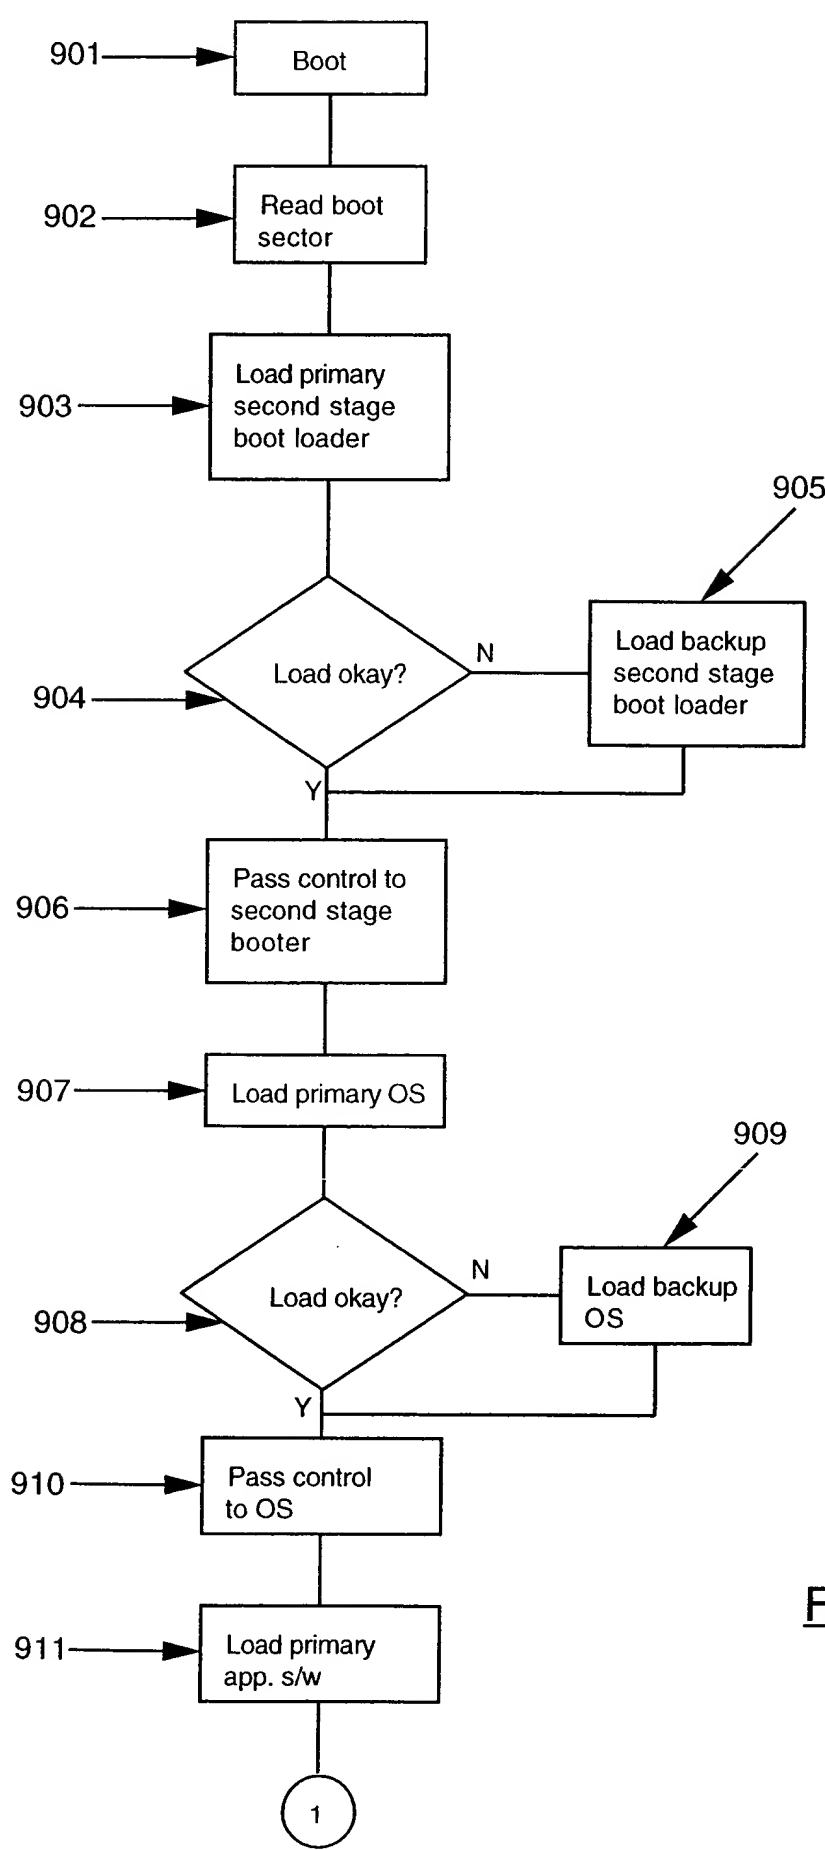 901
Boot
902
Read boot
sector
903
Load primary
second stage
boot loader
905
Load okay?
N
904
Load backup
second stage
boot loader
Y
906
Pass control to
second stage
booter
907
Load primary OS
909
Load okay?
N
908
Load backup
OS
Y
910
Pass control
to OS
911
Load primary
app. s/w
F
1